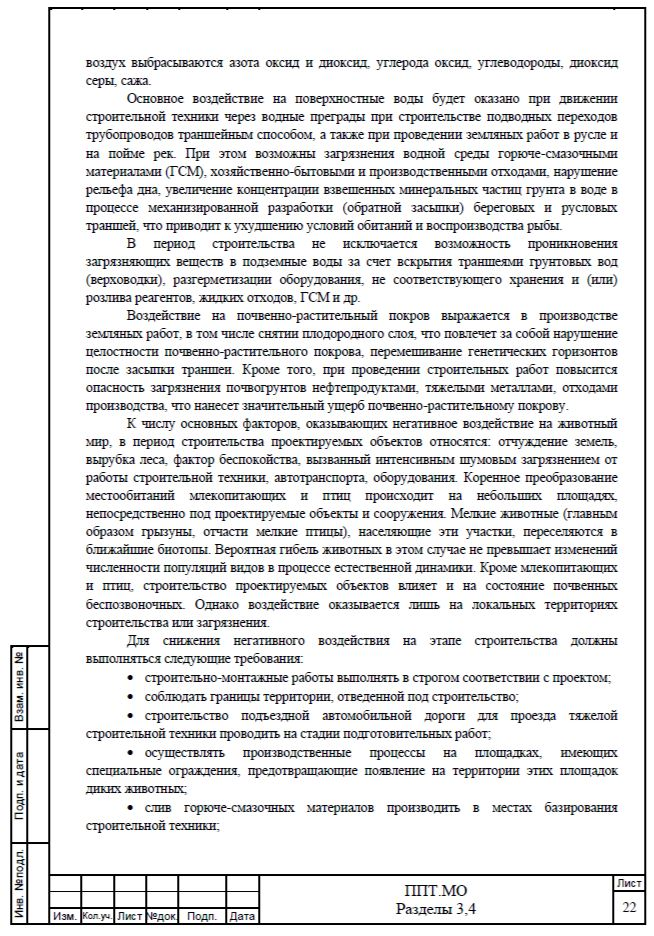 воздух выбрасываются азота оксид и диоксид, углерода оксид, углеводороды, диоксид
серы, сажа.
Основное воздействие на поверхностные воды будет оказано при движении
строительной техники через водные преграды при строительстве подводных переходов
трубопроводов траншейным способом, а также при проведении земляных работ в русле и
на пойме рек. При этом возможны загрязнения водной среды горюче-смазочными
материалами (ГСМ), хозяйственно-бытовыми и производственными отходами, нарушение
рельефа дна, увеличение концентрации взвешенных минеральных частиц грунта в воде в
процессе механизированной разработки (обратной засыпки) береговых и русловых
траншей, что приводит к ухудшению условий обитаний и воспроизводства рыбы.
В период строительства не исключается возможность проникновения
загрязняющих веществ в подземные воды за счет вскрытия траншеями грунтовых вод
(верховодки), разгерметизации оборудования, не соответствующего хранения и (или)
розлива реагентов, жидких отходов, ГСМ и др.
Воздействие на почвенно-растительный покров выражается в производстве
земляных работ, в том числе снятии плодородного слоя, что повлечет за собой нарушение
целостности почвенно-растительного покрова, перемешивание генетических горизонтов
после засыпки траншеи. Кроме того, при проведении строительных работ повысится
опасность загрязнения почвогрунтов нефтепродуктами, тяжелыми металлами, отходами
производства, что нанесет значительный ущерб почвенно-растительному покрову.
К числу основных факторов, оказывающих негативное воздействие на животный
мир, в период строительства проектируемых объектов относятся: отчуждение земель,
вырубка леса, фактор беспокойства, вызванный интенсивным шумовым загрязнением от
работы строительной техники, автотранспорта, оборудования. Коренное преобразование
местообитаний млекопитающих и птиц происходит на небольших площадях,
непосредственно под проектируемые объекты и сооружения. Мелкие животные (главным
образом грызуны, отчасти мелкие птицы), населяющие эти участки, переселяются в
ближайшие биотопы. Вероятная гибель животных в этом случае не превышает изменений
численности популяций видов в процессе естественной динамики. Кроме млекопитающих
и птиц, строительство проектируемых объектов влияет и на состояние почвенных
беспозвоночных. Однако воздействие оказывается лишь на локальных территориях
строительства или загрязнения.
Для снижения негативного воздействия на этапе строительства должны
выполняться следующие требования:
• строительно-монтажные работы выполнять в строгом соответствии с проектом;
• соблюдать границы территории, отведенной под строительство;
• строительство подъездной автомобильной дороги для проезда тяжелой
строительной техники проводить на стадии подготовительных работ;
• осуществлять производственные процессы на площадках, имеющих
специальные ограждения, предотвращающие появление на территории этих площадок
диких животных;
• слив горюче-смазочных материалов производить в местах базирования
строительной техники;
Взам. инв. №
Подп. и дата
Инв. №подл.
Изм. Кол.уч. Лист №док. Подп. Дата
ППТ.МО
Разделы 3,4
Лист
22